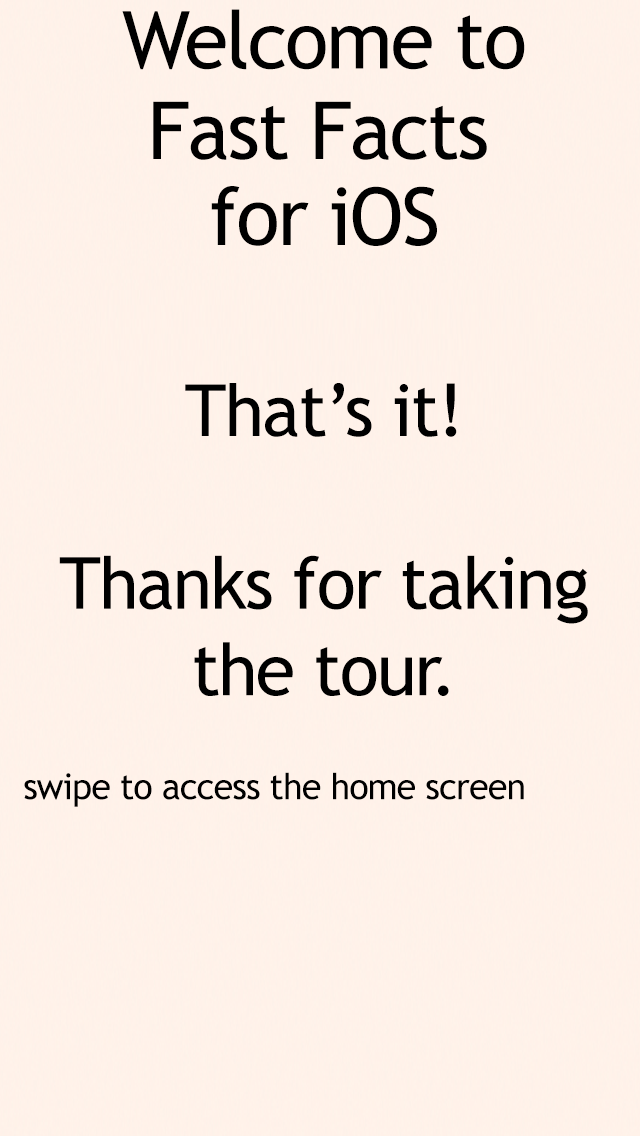 Welcome to
Fast Facts
for iOS
That’s it!
Thanks for taking
the tour.
swipe to access the home screen